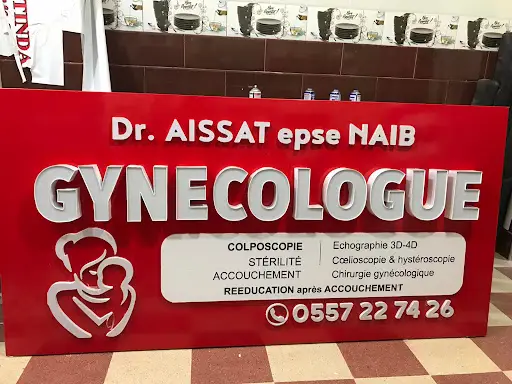 TINDA
Dr. AISSAT epse NAIB
GYNECOLOGUE
COLPOSCOPIE Echographie 3D-4D
STÉRILITÉ Cœlioscopie & hystéroscopie
ACCOUCHEMENT Chirurgie gynécologique
REEDUCATION après ACCOUCHEMENT
0557 22 74 26